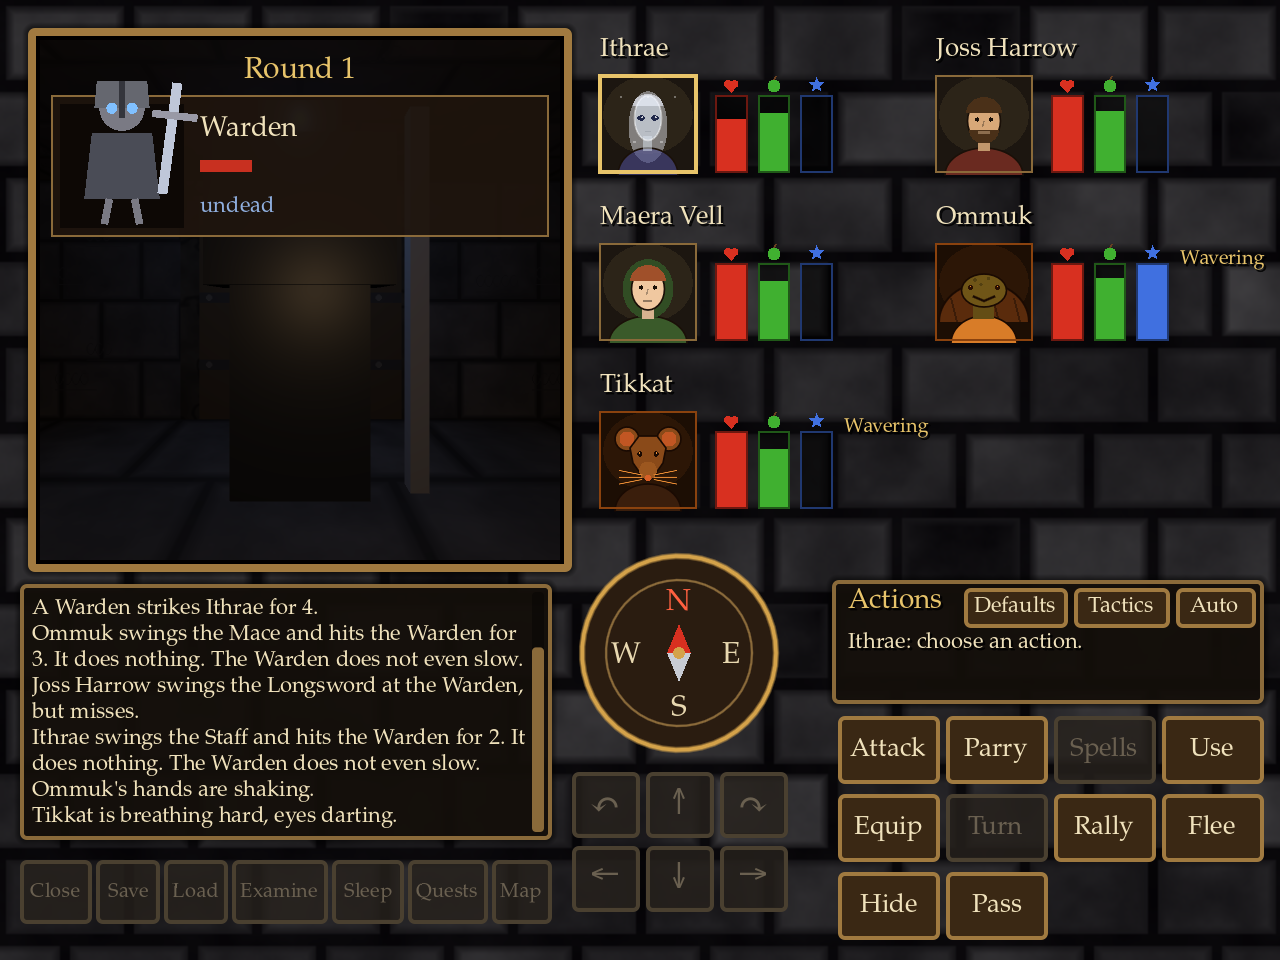 Round 1
Warden
undead
Ithrae
Joss Harrow
Maera Vell
Ommuk
Wavering
Tikkat
Wavering
A Warden strikes Ithrae for 4.
Ommuk swings the Mace and hits the Warden for
3. It does nothing. The Warden does not even slow.
Joss Harrow swings the Longsword at the Warden,
but misses.
Ithrae swings the Staff and hits the Warden for 2. It
does nothing. The Warden does not even slow.
Ommuk's hands are shaking.
Tikkat is breathing hard, eyes darting.
N
W E
S
Actions Defaults Tactics Auto
Ithrae: choose an action.
Attack Parry Spells Use
Equip Turn Rally Flee
Hide Pass
Close Save Load Examine Sleep Quests Map